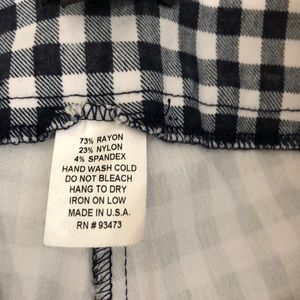 73% RAYON
23% NYLON
4% SPANDEX
HAND WASH COLD
DO NOT BLEACH
HANG TO DRY
IRON ON LOW
MADE IN U.S.A.
RN # 93473